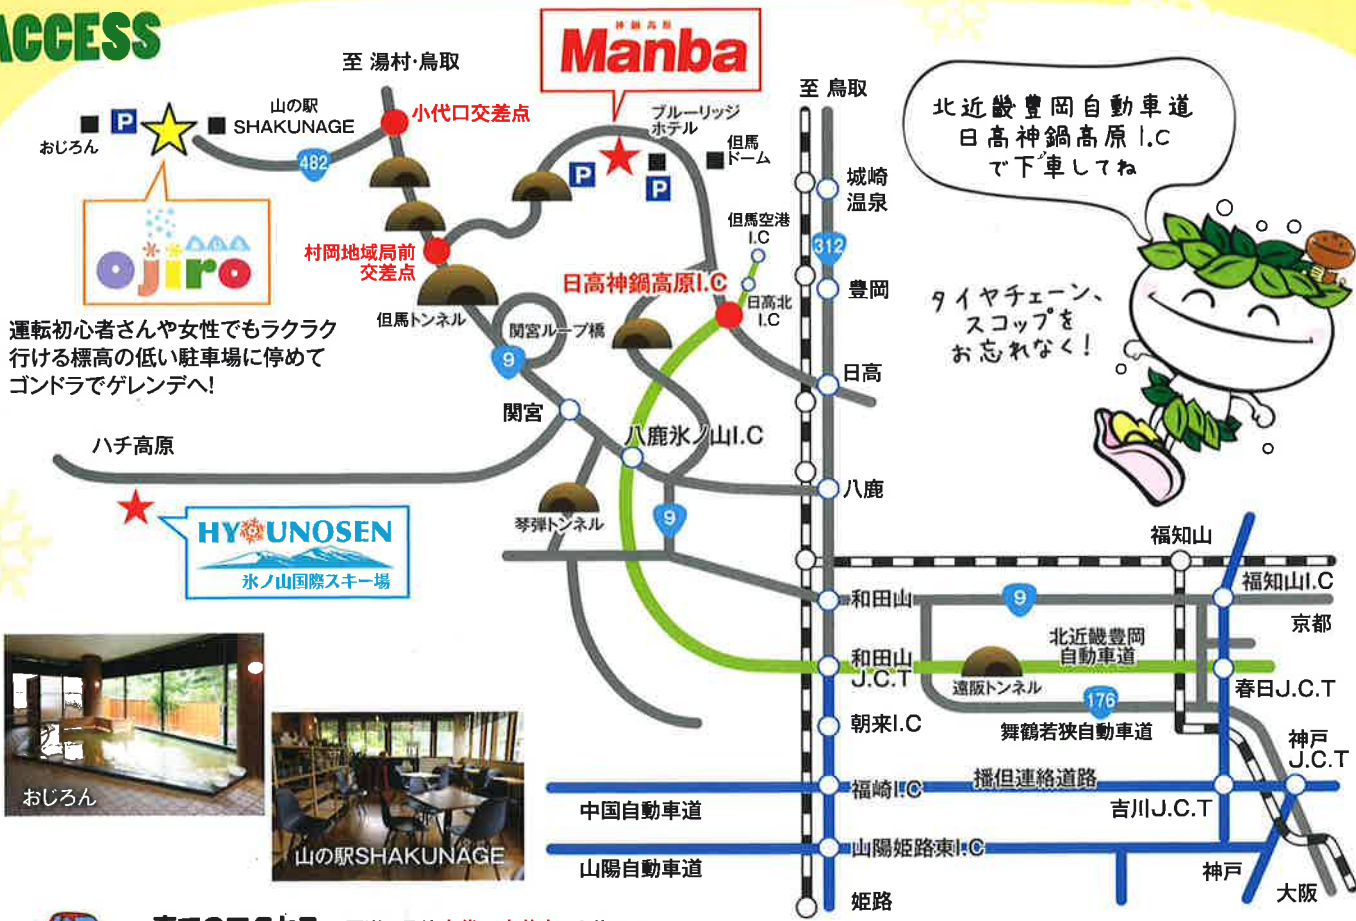 ACCESS
至 湯村・鳥取
神鍋高原
Manba
至 鳥取
小代口交差点
山の駅
SHAKUNAGE
P
おじろん
482
ブルーリッジ
ホテル
但馬
ドーム
P
P
城崎
温泉
但馬空港
I.C
312
北近畿豊岡自動車道
日高神鍋高原I.C
で下車してね
ojiro
村岡地域局前
交差点
日高神鍋高原I.C
日高北
I.C
豊岡
タイヤチェーン、
スコップを
お忘れなく!
但馬トンネル
関宮ループ橋
9
運転初心者さんや女性でもラクラク
行ける標高の低い駐車場に停めて
ゴンドラでゲレンデへ!
日高
関宮
八鹿氷ノ山I.C
ハチ高原
八鹿
HYOUNOSEN
氷ノ山国際スキー場
琴弾トンネル
9
福知山
福知山I.C
和田山
9
京都
北近畿豊岡
自動車道
和田山
J.C.T
遠阪トンネル
春日J.C.T
176
朝来I.C
舞鶴若狭自動車道
神戸
J.C.T
福崎I.C
播但連絡道路
中国自動車道
吉川J.C.T
山陽姫路東I.C
山陽自動車道
神戸
大阪
姫路
おじろん
山の駅SHAKUNAGE